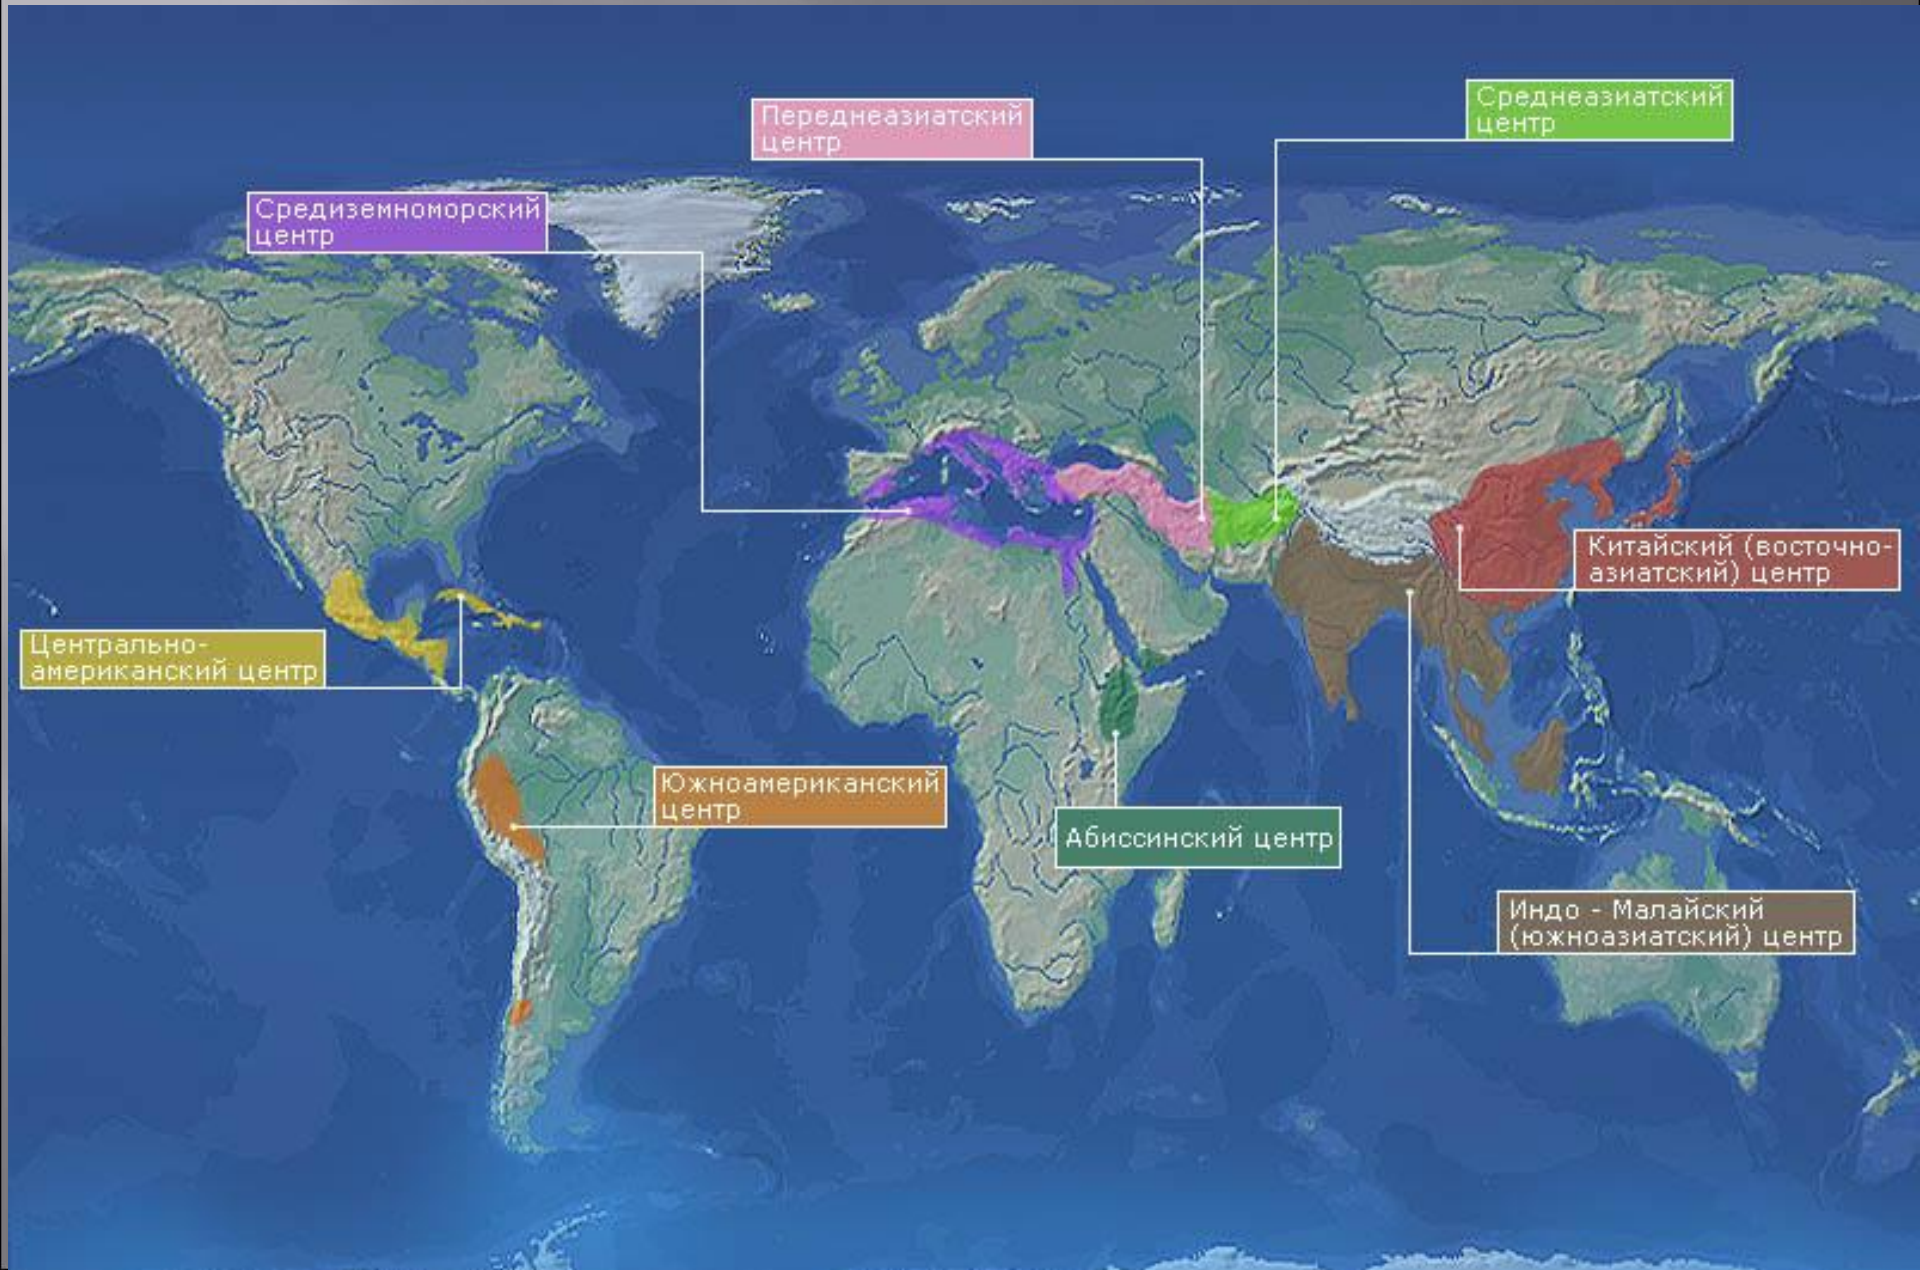 Среднеазиатский
центр
Переднеазиатский
центр
Средиземноморский
центр
Китайский (восточно-
азиатский) центр
Центрально-
американский центр
Южноамериканский
центр
Абиссинский центр
Индо - Малайский
(южноазиатский) центр